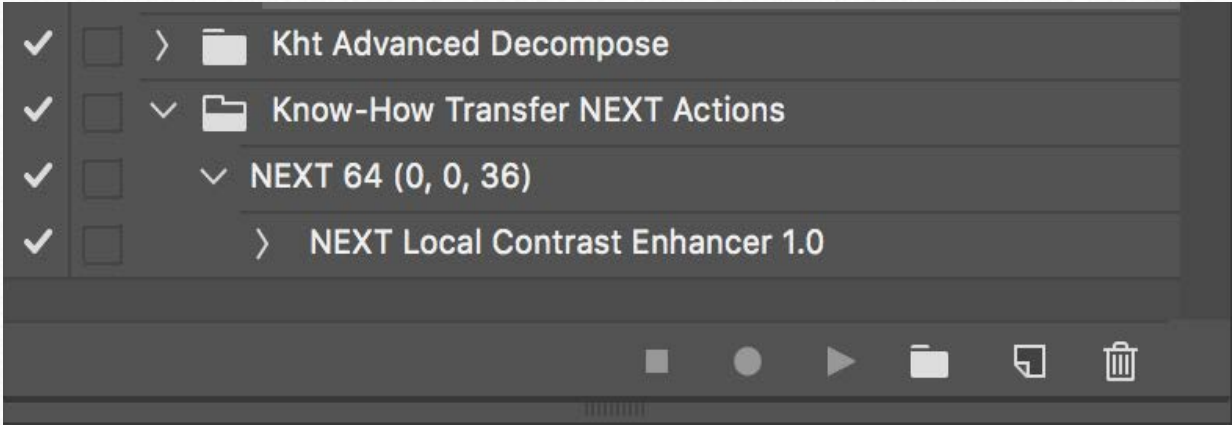 Kht Advanced Decompose
Know-How Transfer NEXT Actions
NEXT 64 (0, 0, 36)
NEXT Local Contrast Enhancer 1.0